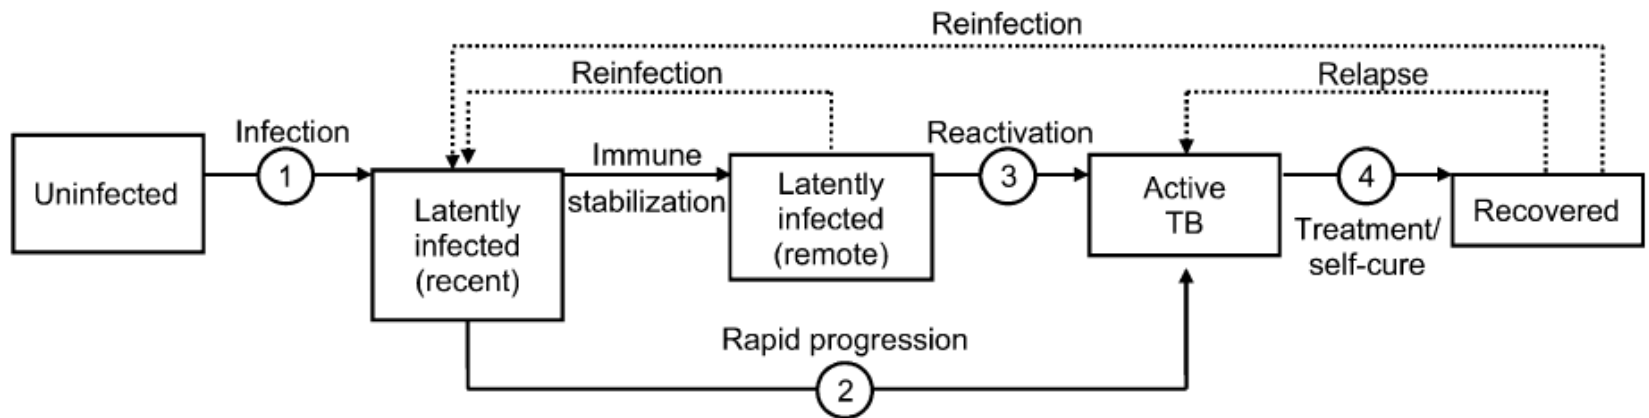 Reinfection
Reinfection
Relapse
Infection
1
Immune
stabilization
Reactivation
3
4
Treatment/
self-cure
Uninfected
Latently
infected
(recent)
Latently
infected
(remote)
Active
TB
Recovered
Rapid progression
2